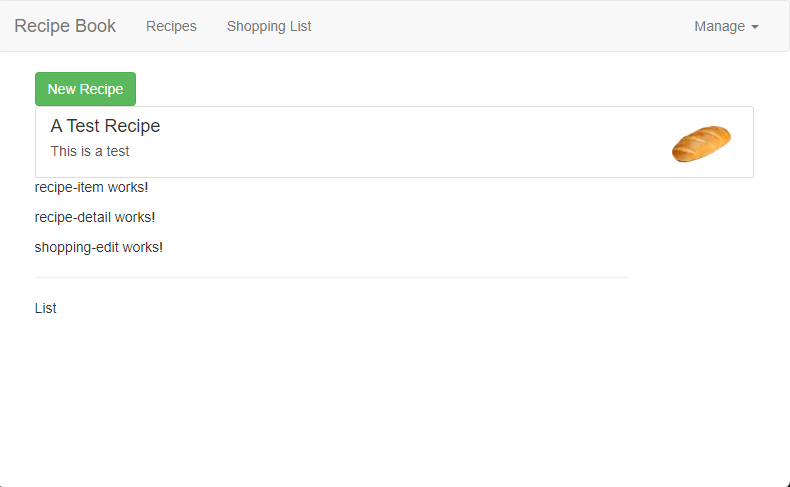 Recipe Book Recipes Shopping List Manage
New Recipe
A Test Recipe
This is a test
recipe-item works!
recipe-detail works!
shopping-edit works!
List